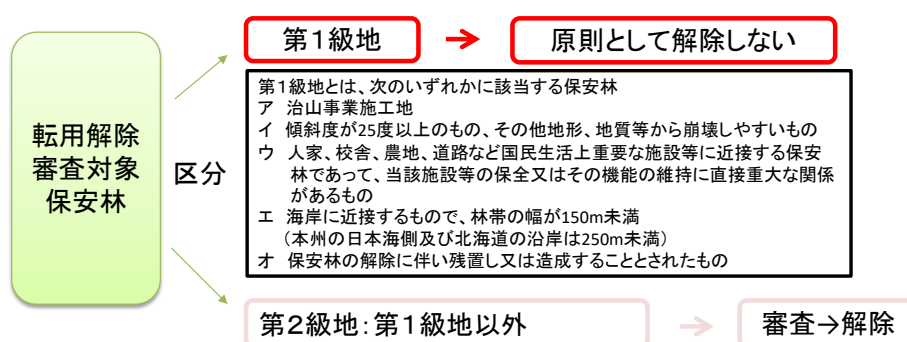 第1級地
原則として解除しない
転用解除
審査対象
保安林
区分
第1級地とは、次のいずれかに該当する保安林
ア 治山事業施工地
イ 傾斜度が25度以上のもの、その他地形、地質等から崩壊しやすいもの
ウ 人家、校舎、農地、道路など国民生活上重要な施設等に近接する保安
林であって、当該施設等の保全又はその機能の維持に直接重大な関係
があるもの
エ 海岸に近接するもので、林帯の幅が150m未満
（本州の日本海側及び北海道の沿岸は250m未満）
オ 保安林の解除に伴い残置し又は造成することとされたもの
第2級地：第1級地以外
審査→解除